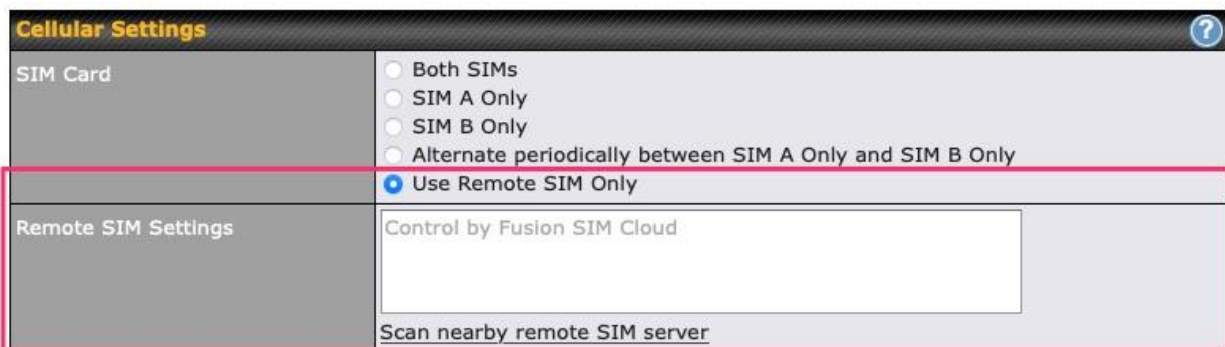 Cellular Settings
?
SIM Card
Both SIMs
SIM A Only
SIM B Only
Alternate periodically between SIM A Only and SIM B Only
Use Remote SIM Only
Remote SIM Settings
Control by Fusion SIM Cloud
Scan nearby remote SIM server